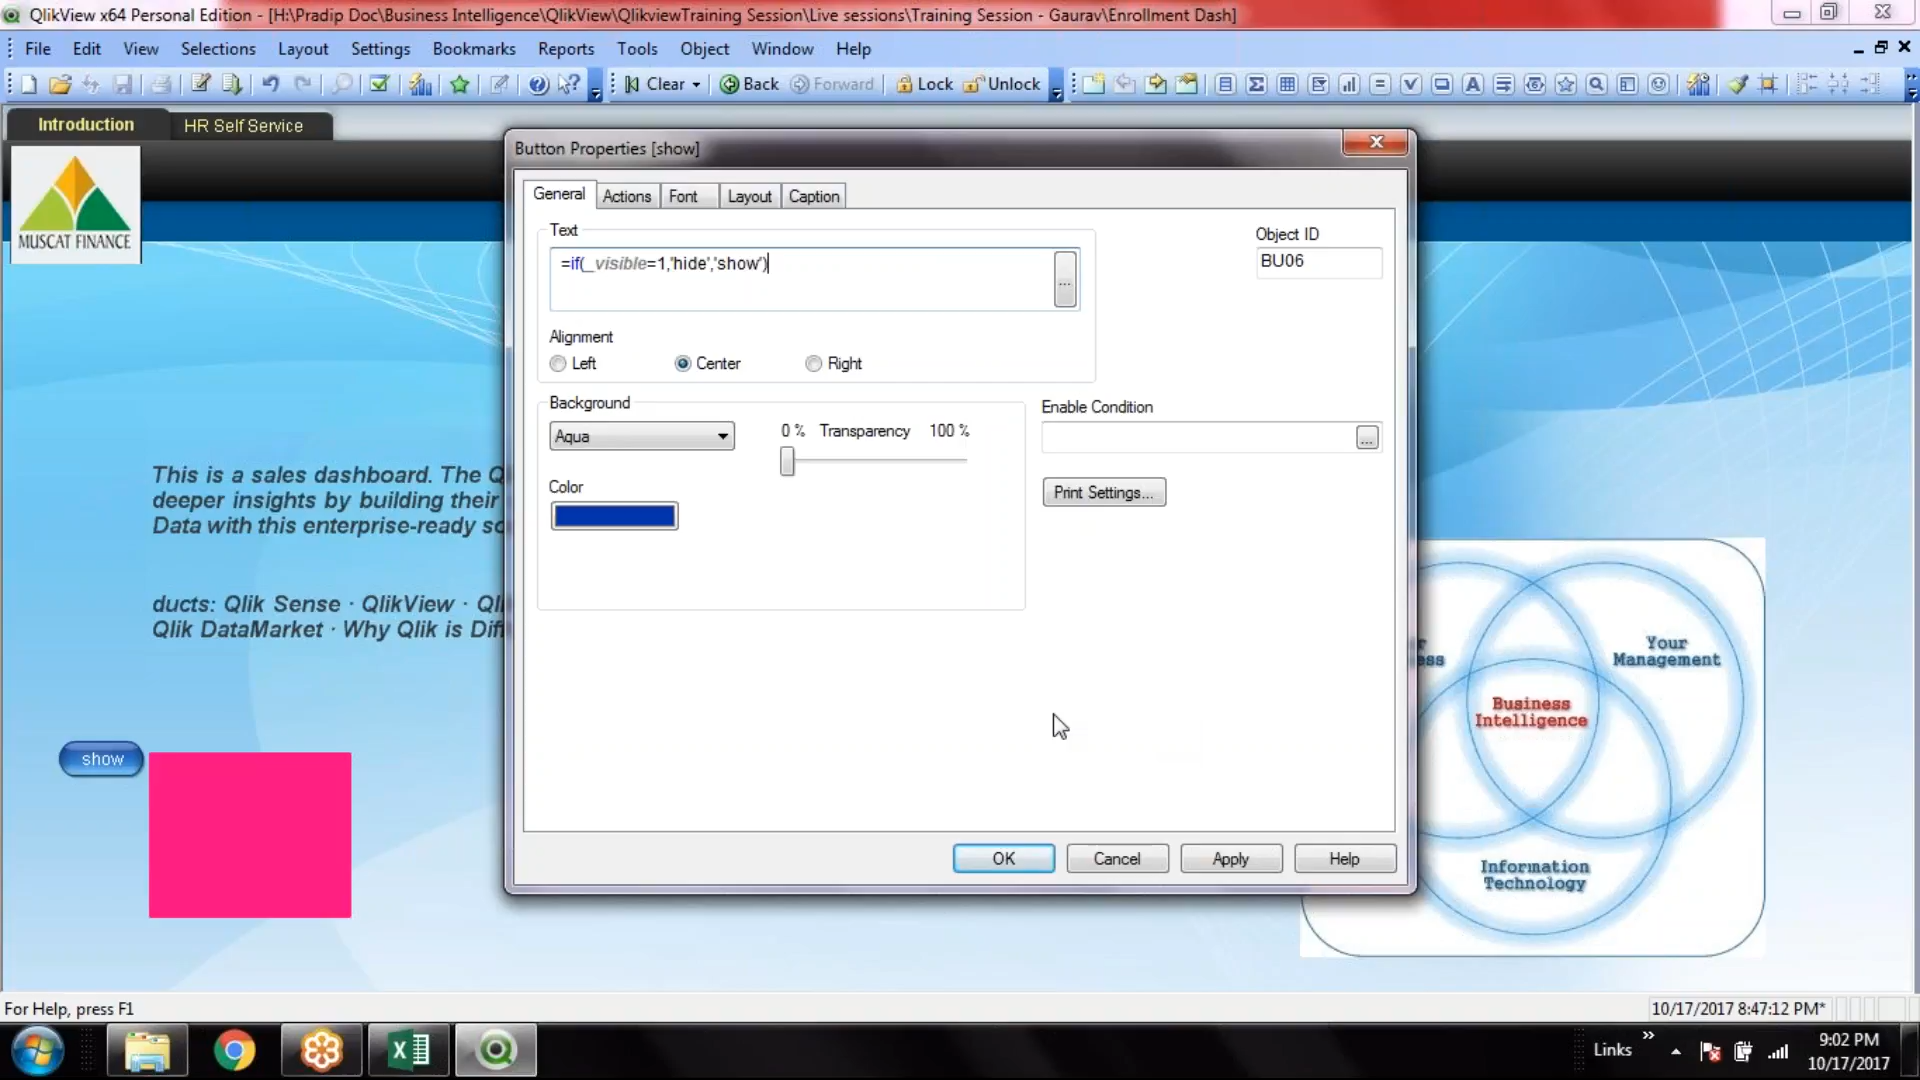 QlikView x64 Personal Edition - [H:\Pradip Doc\Business Intelligence\QlikView\QlikviewTraining Session\Live sessions\Training Session - Gaurav\Enrollment Dash]
File Edit View Selections Layout Settings Bookmarks Reports Tools Object Window Help
Clear Back Forward Lock Unlock
Introduction HR Self Service
MUSCAT FINANCE
Button Properties [show]
General Actions Font Layout Caption
Text
Object ID
=if(_visible=1,'hide','show')
BU06
Alignment
Left Center Right
Background
Enable Condition
Aqua
0 % Transparency 100 %
Color
Print Settings...
This is a sales dashboard. The
deeper insights by building their
Data with this enterprise-ready
ducts: Qlik Sense · QlikView ·
Qlik DataMarket · Why Qlik is
Your
Management
Business
Intelligence
Information
Technology
show
OK Cancel Apply Help
For Help, press F1
10/17/2017 8:47:12 PM*
Links
9:02 PM
10/17/2017